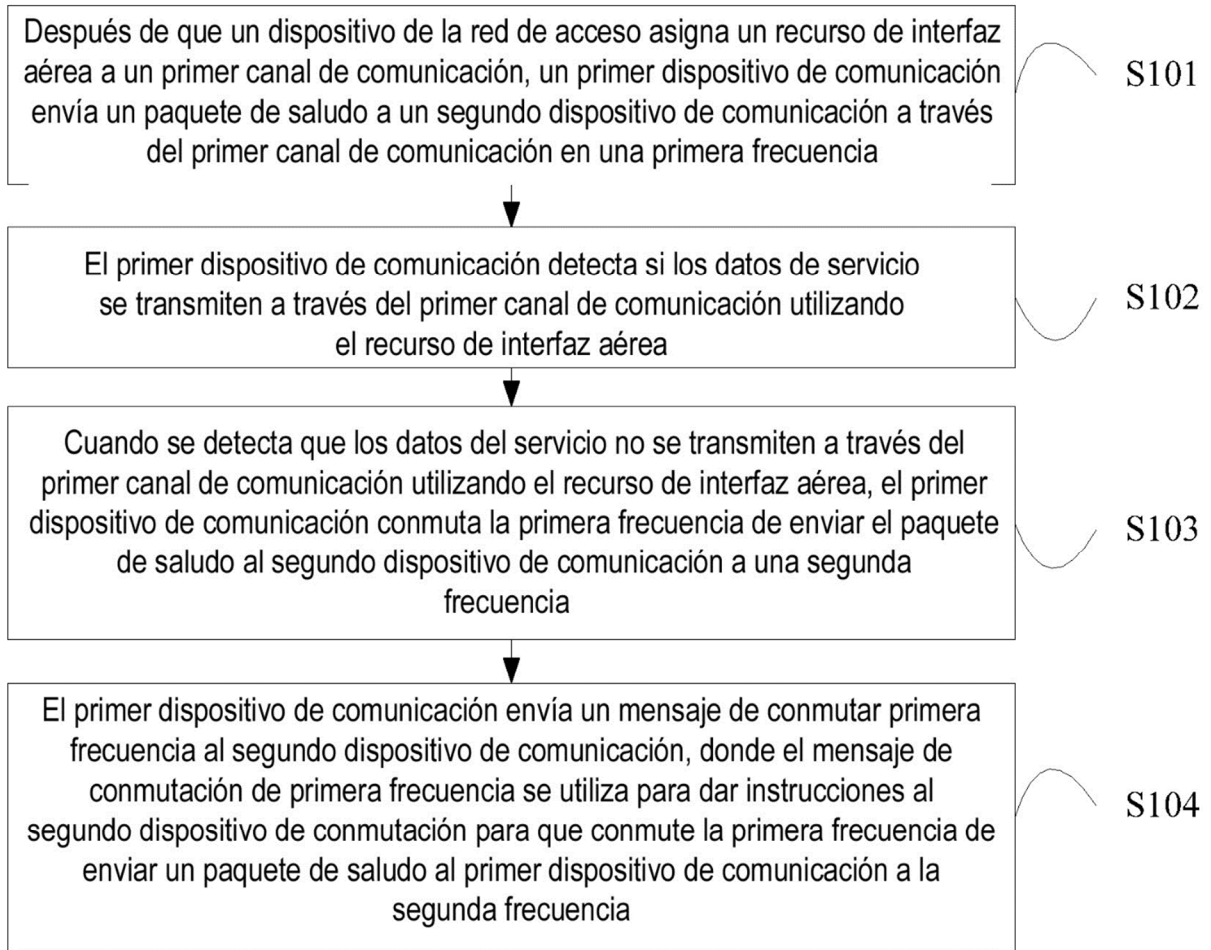 Después de que un dispositivo de la red de acceso asigna un recurso de interfaz
aérea a un primer canal de comunicación, un primer dispositivo de comunicación
envía un paquete de saludo a un segundo dispositivo de comunicación a través
del primer canal de comunicación en una primera frecuencia
S101
El primer dispositivo de comunicación detecta si los datos de servicio
se transmiten a través del primer canal de comunicación utilizando
el recurso de interfaz aérea
S102
Cuando se detecta que los datos del servicio no se transmiten a través del
primer canal de comunicación utilizando el recurso de interfaz aérea, el primer
dispositivo de comunicación conmuta la primera frecuencia de enviar el paquete
de saludo al segundo dispositivo de comunicación a una segunda
frecuencia
S103
El primer dispositivo de comunicación envía un mensaje de conmutar primera
frecuencia al segundo dispositivo de comunicación, donde el mensaje de
conmutación de primera frecuencia se utiliza para dar instrucciones al
segundo dispositivo de conmutación para que conmute la primera frecuencia de
enviar un paquete de saludo al primer dispositivo de comunicación a la
segunda frecuencia
S104